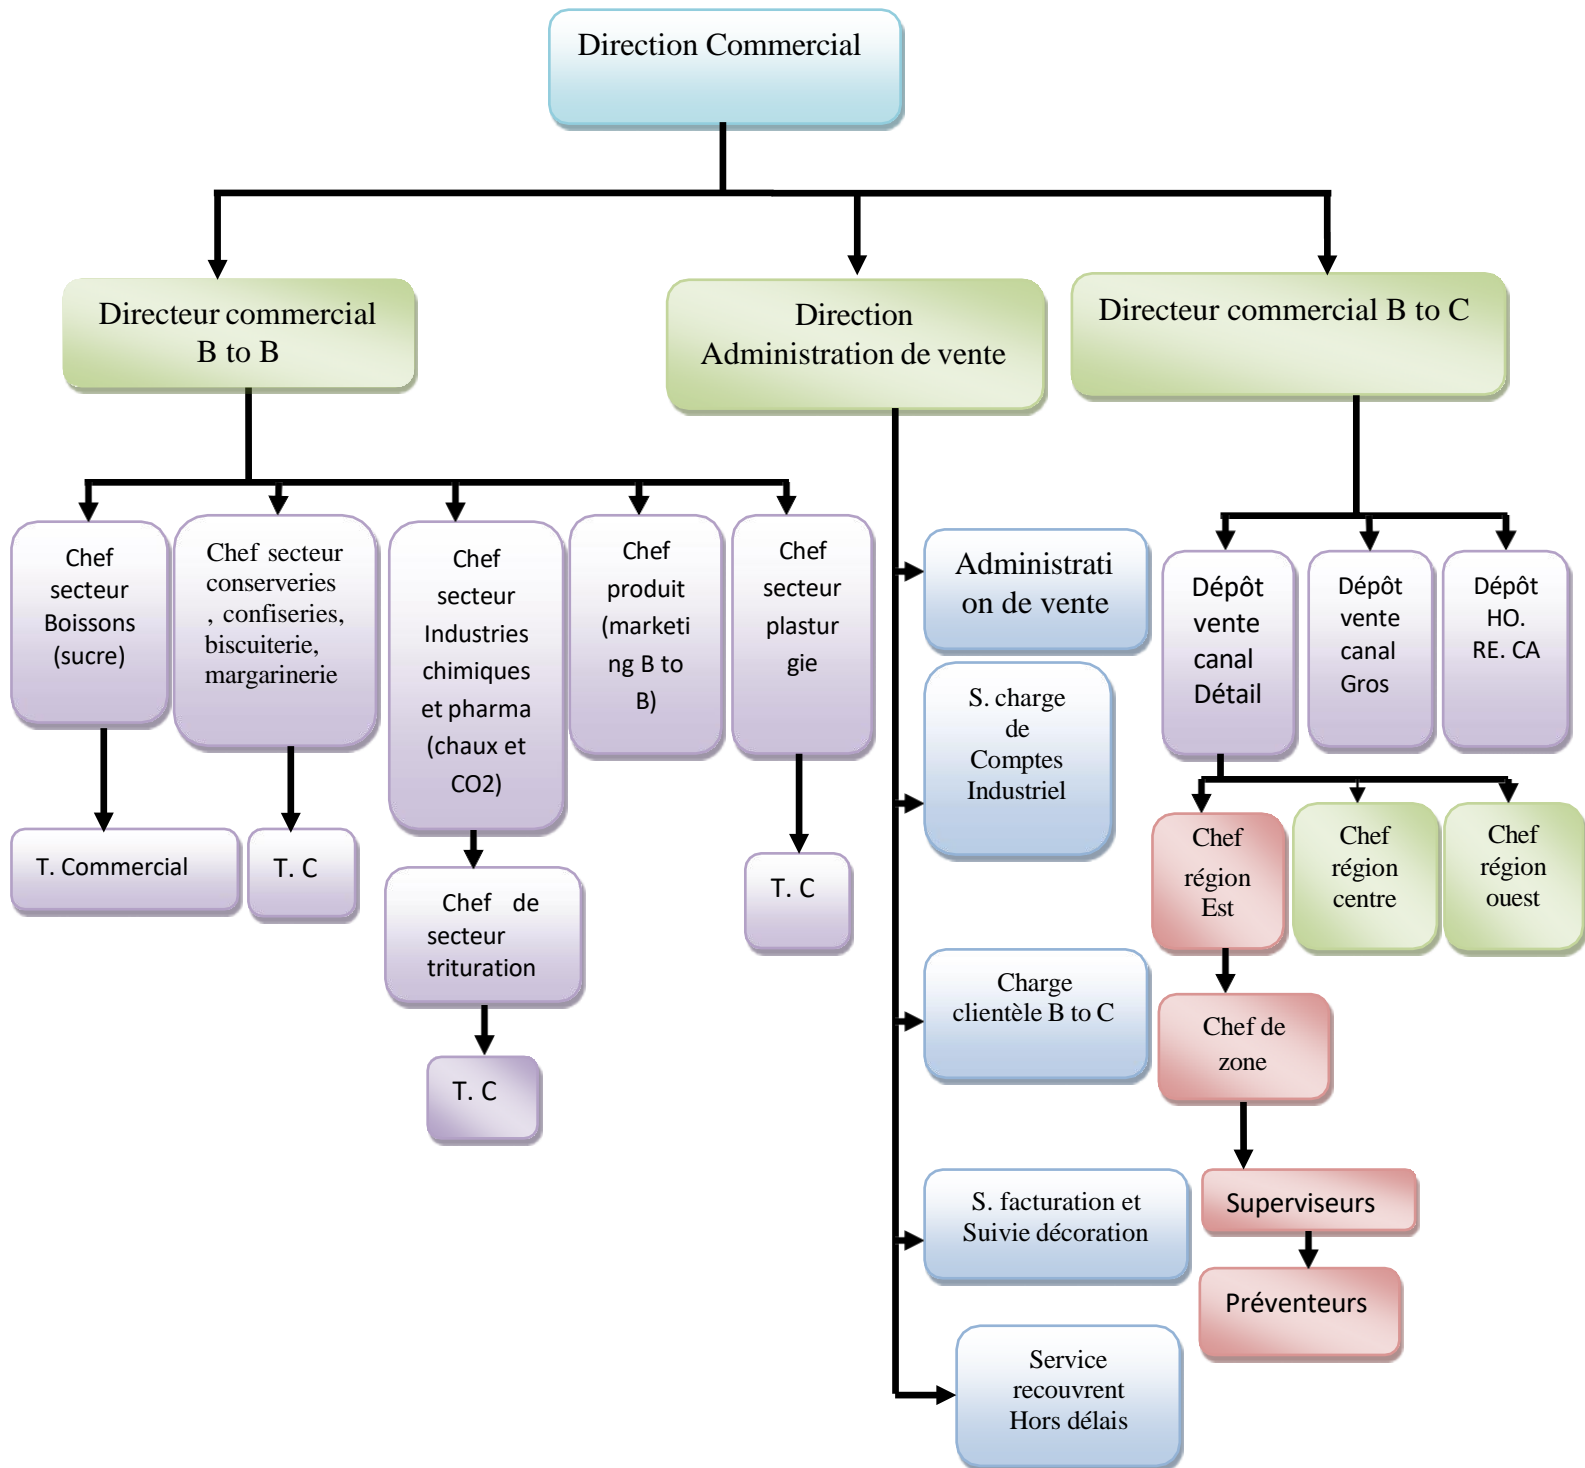 Direction Commercial
Directeur commercial
B to B
Direction
Administration de vente
Directeur commercial B to C
Chef
secteur
Boissons
(sucre)
Chef secteur
conserveries
, confiseries,
biscuiterie,
margarinerie
Chef
secteur
Industries
chimiques
et pharma
(chaux et
CO2)
Chef
produit
(marketi
ng B to
B)
Chef
secteur
plastur
gie
T. Commercial
T. C
Chef de
secteur
trituration
T. C
T. C
Administrati
on de vente
S. charge
de
Comptes
Industriel
Charge
clientèle B to C
S. facturation et
Suivie décoration
Service
recouvrent
Hors délais
Dépôt
vente
canal
Détail
Dépôt
vente
canal
Gros
Dépôt
HO.
RE. CA
Chef
région
Est
Chef
région
centre
Chef
région
ouest
Chef de
zone
Superviseurs
Préventeurs